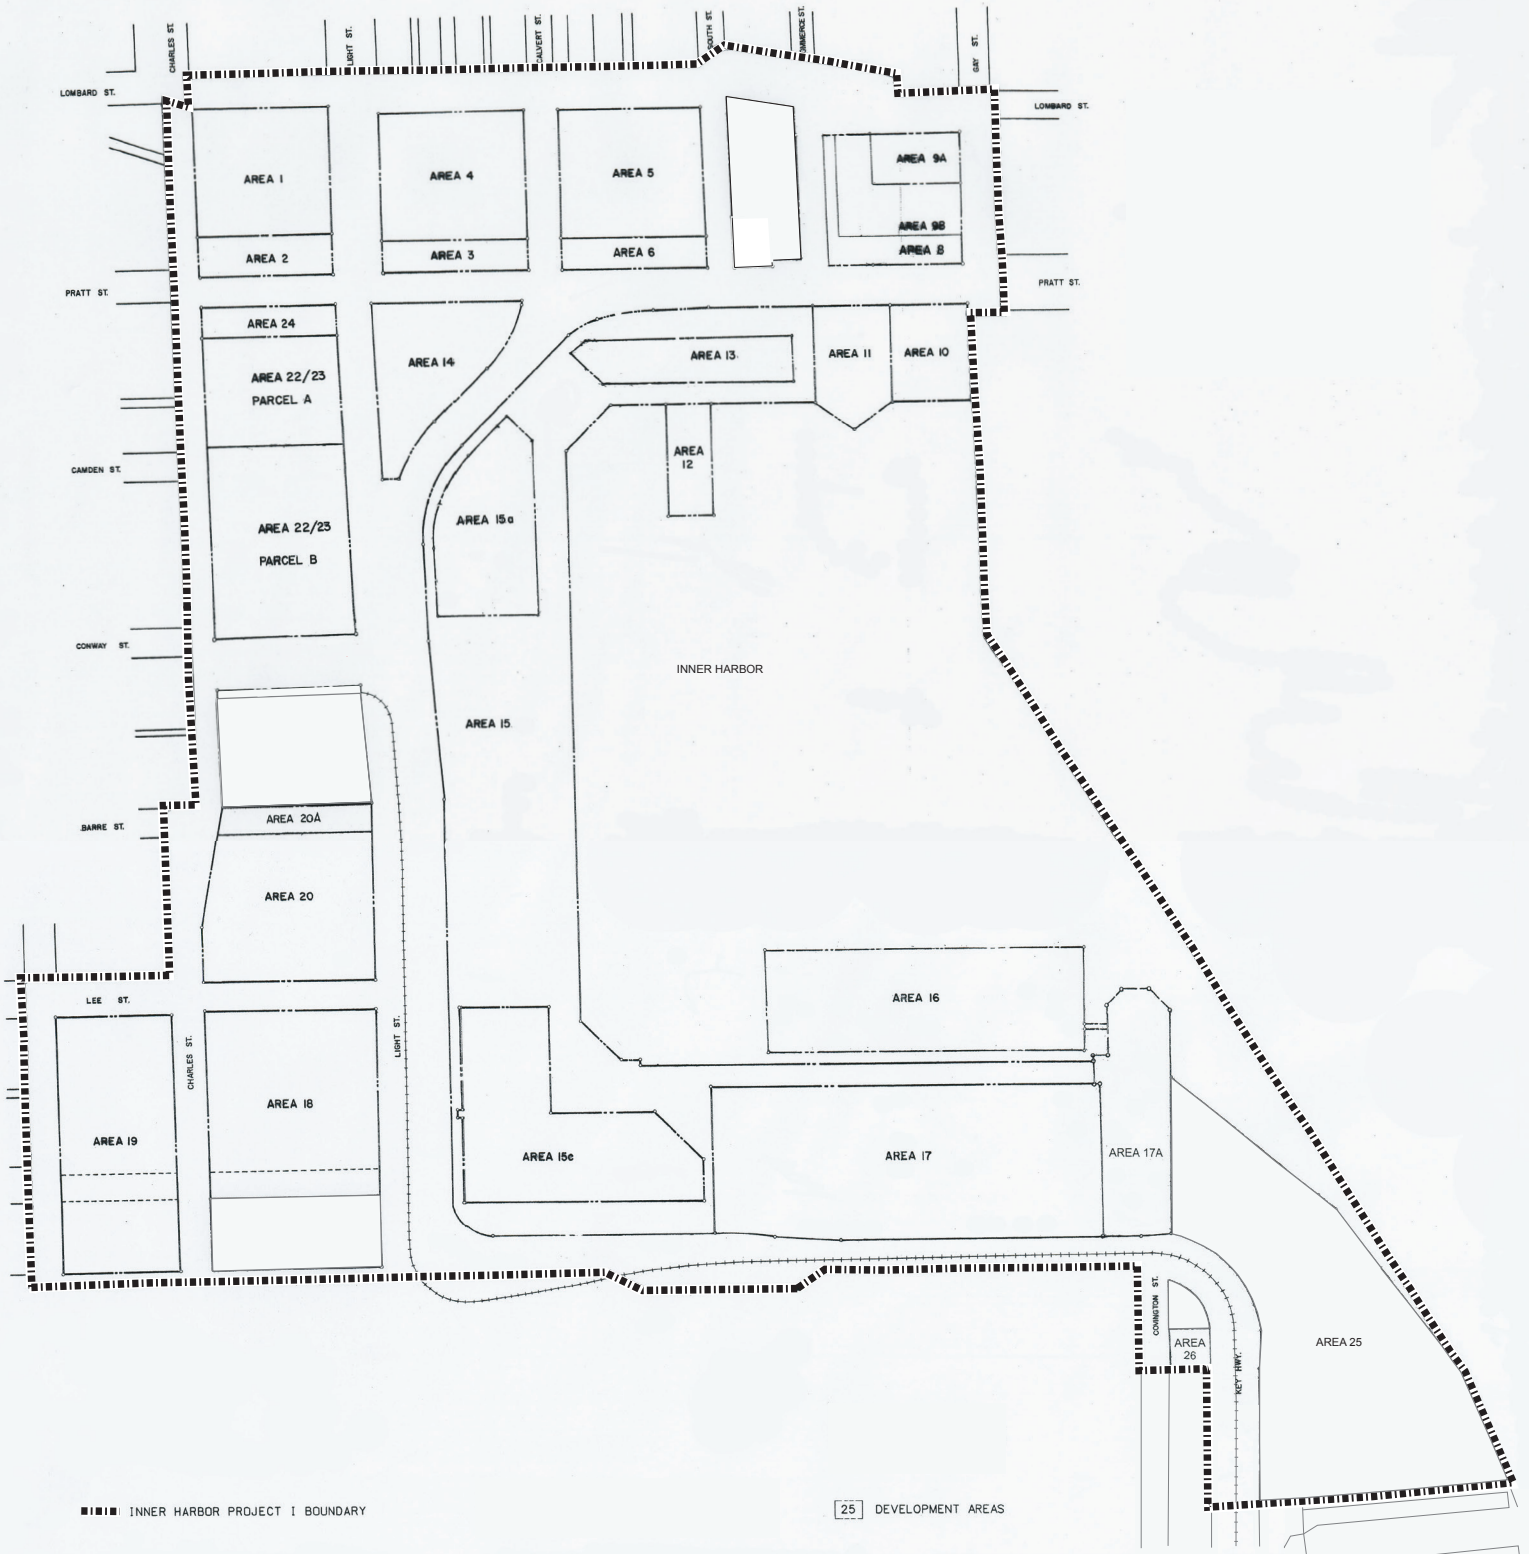 CHARLES ST.
LIGHT ST.
CALVERT ST.
SOUTH ST.
GAY ST.
LOMBARD ST.
LOMBARD ST.
AREA 1
AREA 4
AREA 5
AREA 9A
AREA 9B
AREA 8
AREA 2
AREA 3
AREA 6
PRATT ST.
PRATT ST.
AREA 24
AREA 14
AREA 13
AREA 11
AREA 10
AREA 22/23
PARCEL A
AREA
12
CAMDEN ST.
AREA 22/23
PARCEL B
AREA 15a
CONWAY ST.
INNER HARBOR
AREA 15
BARRE ST.
AREA 20A
AREA 20
LEE ST.
AREA 16
CHARLES ST.
LIGHT ST.
AREA 19
AREA 18
AREA 15c
AREA 17
AREA 17A
COVINGTON ST.
AREA
26
KEY HWY.
AREA 25
INNER HARBOR PROJECT I BOUNDARY
25 DEVELOPMENT AREAS